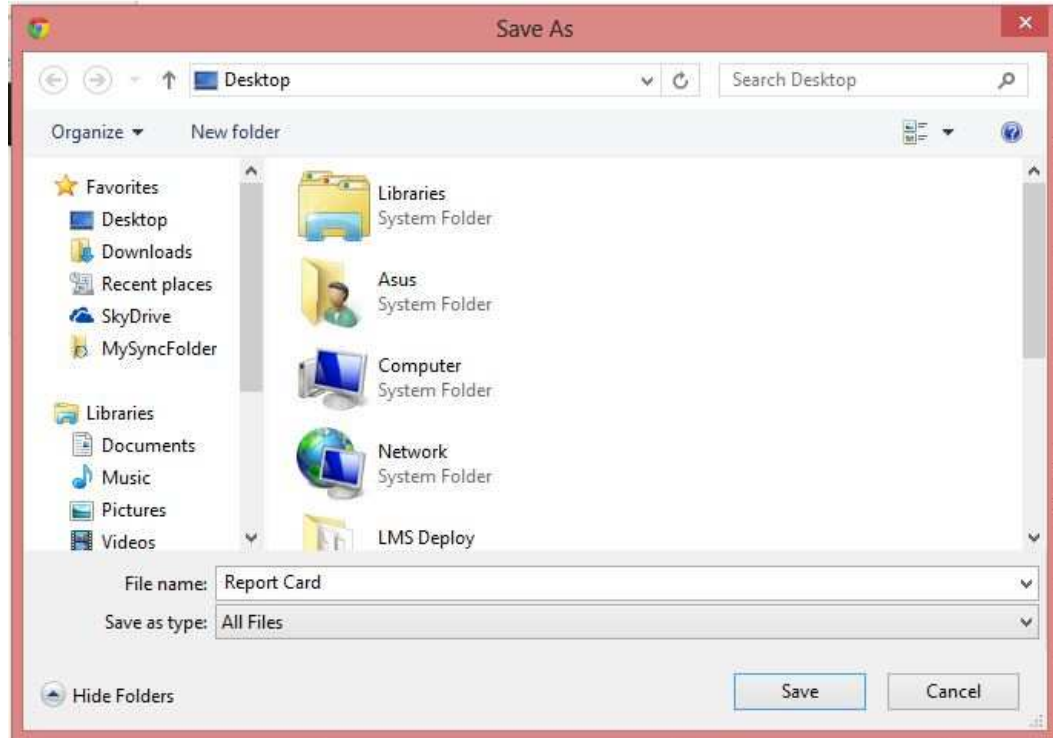 Save As
Desktop
Search Desktop
Organize
New folder
Favorites
Desktop
Downloads
Recent places
SkyDrive
MySyncFolder
Libraries
Documents
Music
Pictures
Videos
Libraries
System Folder
Asus
System Folder
Computer
System Folder
Network
System Folder
LMS Deploy
File name: Report Card
Save as type: All Files
Hide Folders
Save
Cancel